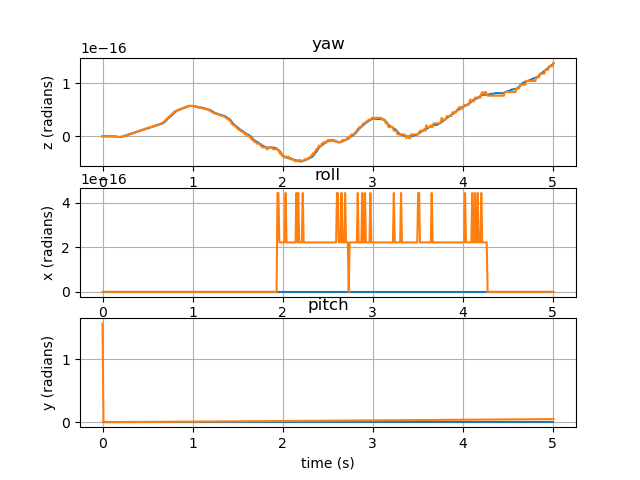 yaw
1e−16
z (radians)
1
0
0 1 2 3 4 5
roll
1e−16
x (radians)
4
2
0
0 1 2 3 4 5
pitch
y (radians)
1
0
0 1 2 3 4 5
time (s)